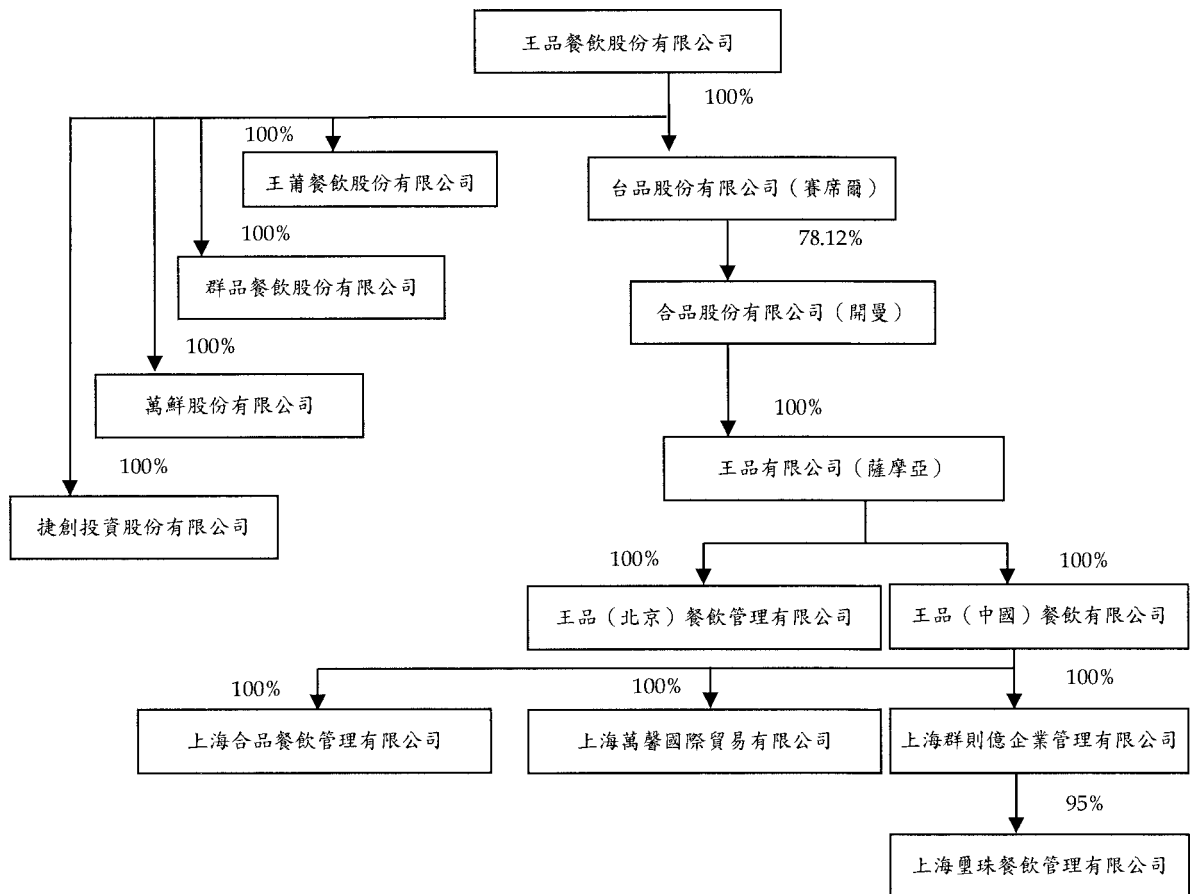 王品餐飲股份有限公司
100%
100%
王莆餐飲股份有限公司
台品股份有限公司（賽席爾）
100%
78.12%
群品餐飲股份有限公司
合品股份有限公司（開曼）
100%
萬鮮股份有限公司
100%
100%
王品有限公司（薩摩亞）
捷創投資股份有限公司
100%
100%
王品（北京）餐飲管理有限公司
王品（中國）餐飲有限公司
100%
100%
100%
上海合品餐飲管理有限公司
上海萬馨國際貿易有限公司
上海群則億企業管理有限公司
95%
上海璽珠餐飲管理有限公司